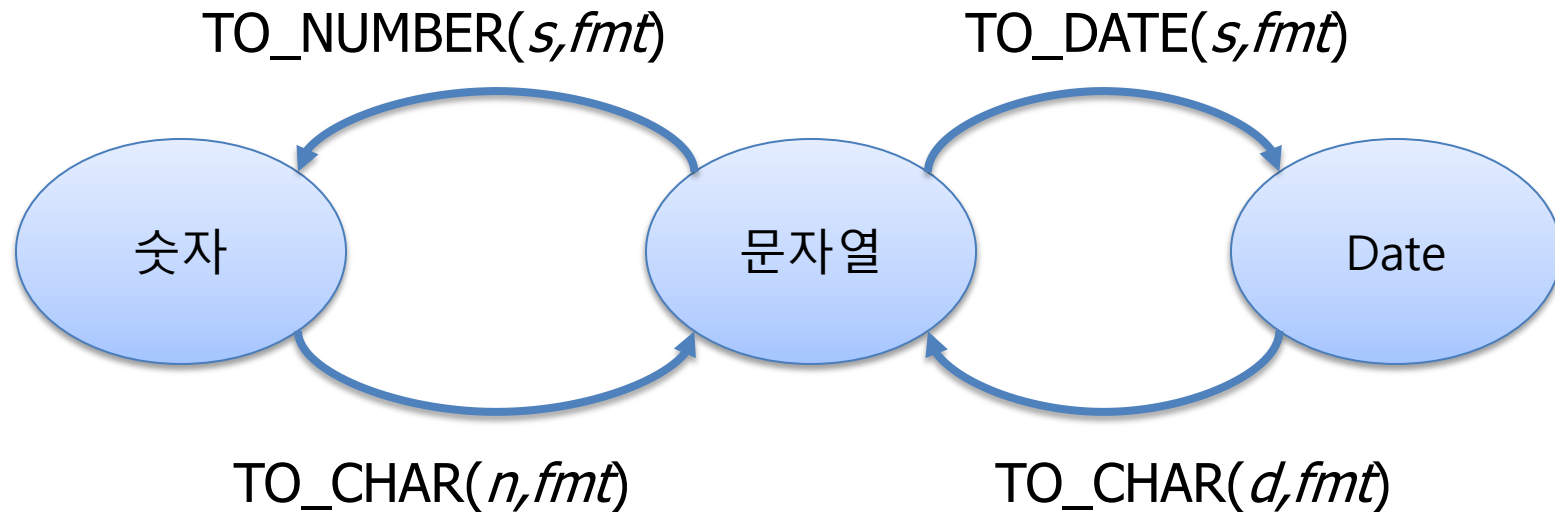 TO_NUMBER(s,fmt)
TO_DATE(s,fmt)
숫자
문자열
Date
TO_CHAR(n,fmt)
TO_CHAR(d,fmt)